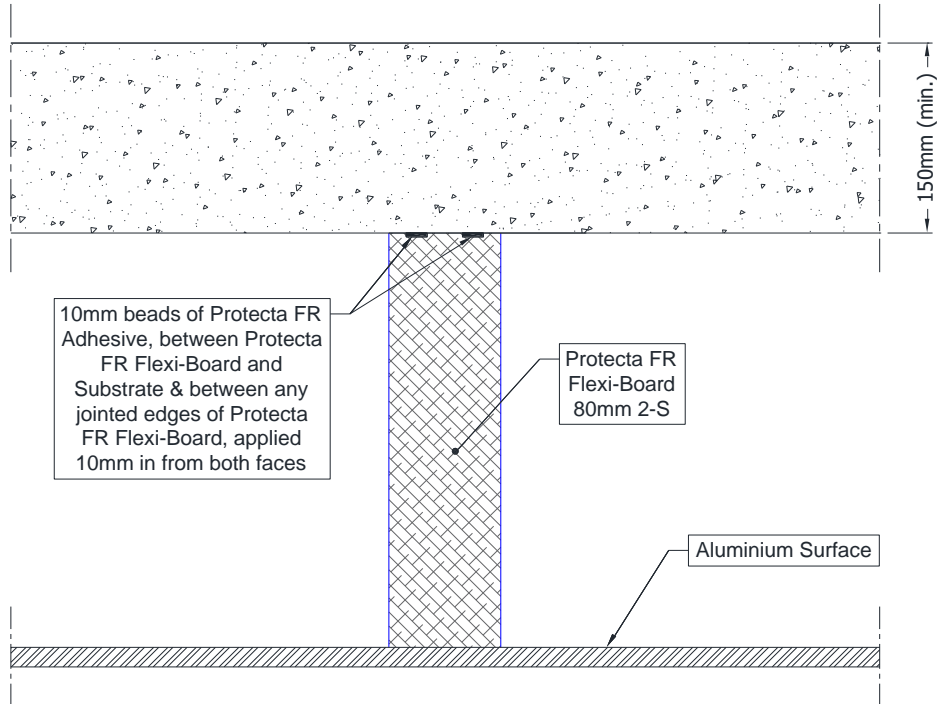 150mm (min.)
10mm beads of Protecta FR
Adhesive, between Protecta
FR Flexi-Board and
Substrate & between any
jointed edges of Protecta
FR Flexi-Board, applied
10mm in from both faces
Protecta FR
Flexi-Board
80mm 2-S
Aluminium Surface